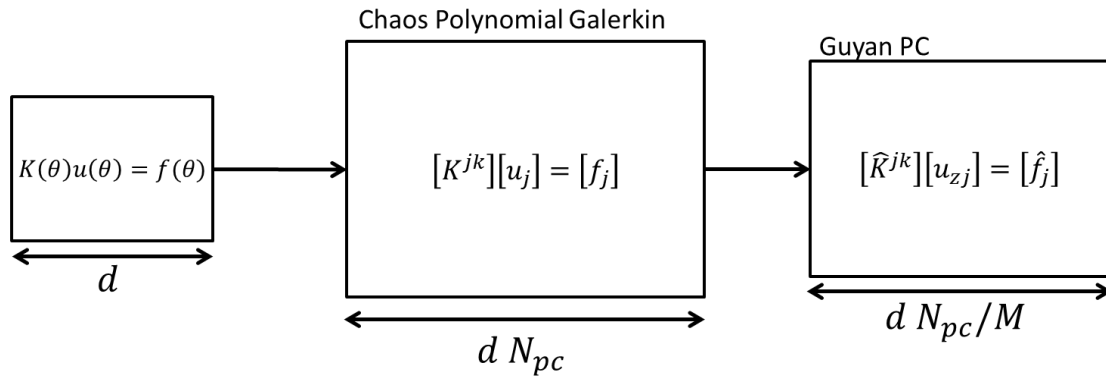 Chaos Polynomial Galerkin
Guyan PC
K(θ)u(θ) = f(θ)
[K^{jk}][u_j] = [f_j]
[K̂^{jk}][u_{zj}] = [f̂_j]
d
d N_{pc}
d N_{pc}/M